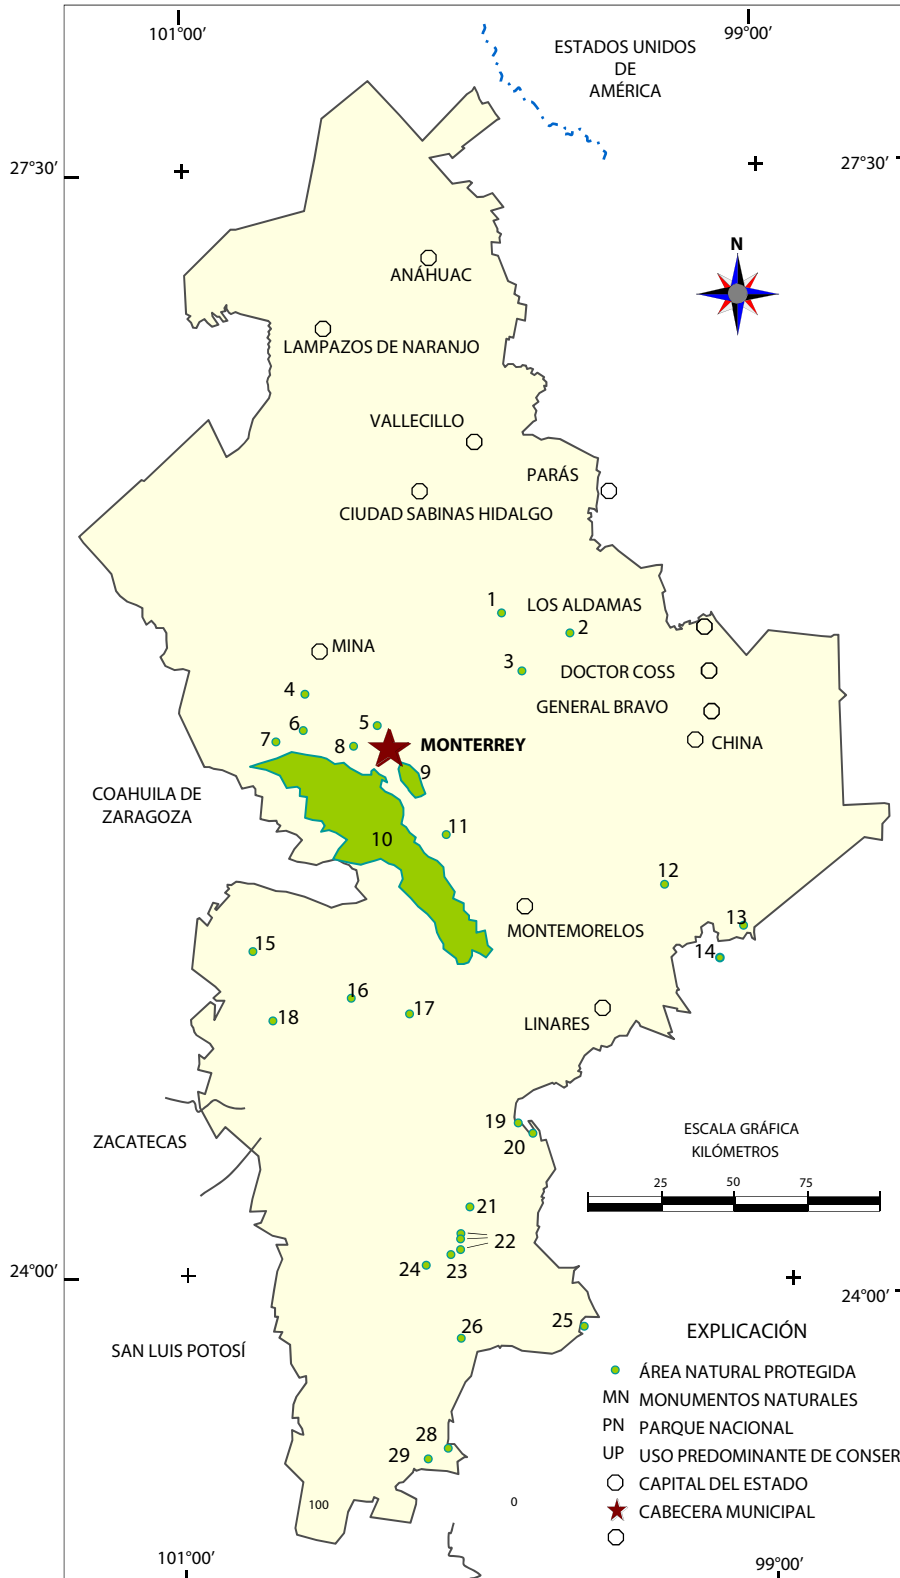 101°00'
99°00'
ESTADOS UNIDOS
DE
AMÉRICA
27°30'
27°30'
N
ANÁHUAC
LAMPAZOS DE NARANJO
VALLECILLO
PARÁS
CIUDAD SABINAS HIDALGO
1
LOS ALDAMAS
2
MINA
3
DOCTOR COSS
4
GENERAL BRAVO
5
6
7
8
MONTERREY
CHINA
9
COAHUILA DE
ZARAGOZA
10
11
12
13
MONTEMORELOS
14
15
16
17
18
LINARES
19
20
ZACATECAS
ESCALA GRÁFICA
KILÓMETROS
25
50
75
21
22
23
24
24°00'
24°00'
25
26
SAN LUIS POTOSÍ
EXPLICACIÓN
ÁREA NATURAL PROTEGIDA
MN MONUMENTOS NATURALES
PN PARQUE NACIONAL
UP USO PREDOMINANTE DE CONSER
CAPITAL DEL ESTADO
CABECERA MUNICIPAL
28
29
100
0
101°00'
99°00'